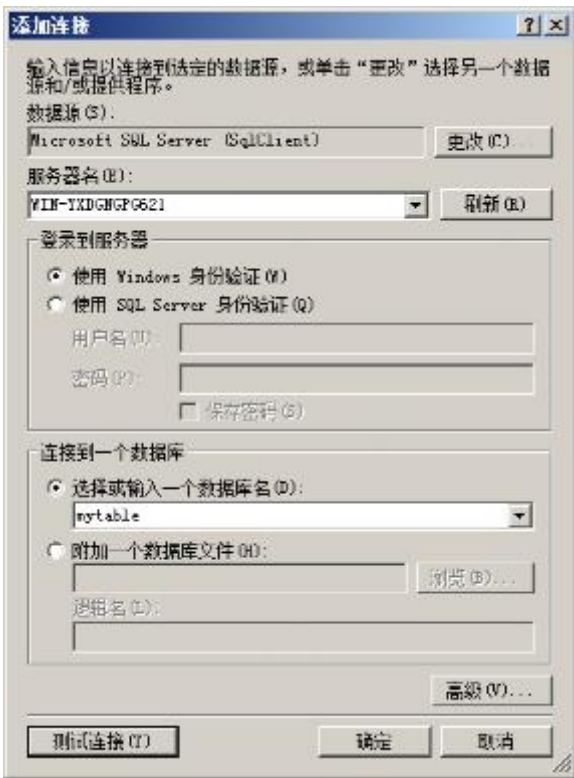 添加连接
输入信息以连接到选定的数据源，或单击“更改”选择另一个数据
源和/或提供程序。
数据源(S):
Microsoft SQL Server (SqlClient)
更改(C)...
服务器名(E):
WIN-YXDGNGPG621
刷新(R)
登录到服务器
使用 Windows 身份验证(W)
使用 SQL Server 身份验证(Q)
用户名(U):
密码(P):
保存密码(S)
连接到一个数据库
选择或输入一个数据库名(D):
mytable
附加一个数据库文件(H):
浏览(B)...
逻辑名(L):
高级(V)...
测试连接(T)
确定
取消